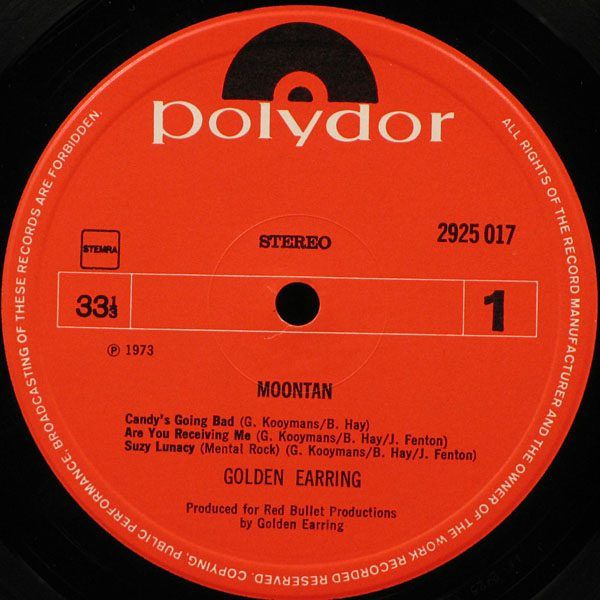 polydor
STEMRA
STEREO
2925 017
33⅓
1
℗ 1973
MOONTAN
Candy's Going Bad (G. Kooymans/B. Hay)
Are You Receiving Me (G. Kooymans/B. Hay/J. Fenton)
Suzy Lunacy (Mental Rock) (G. Kooymans/B. Hay/J. Fenton)
GOLDEN EARRING
Produced for Red Bullet Productions
by Golden Earring
ALL RIGHTS OF THE RECORD MANUFACTURER AND THE OWNER OF THE WORK RECORDED RESERVED. COPYING, PUBLIC PERFORMANCE, BROADCASTING OF THESE RECORDS ARE FORBIDDEN.